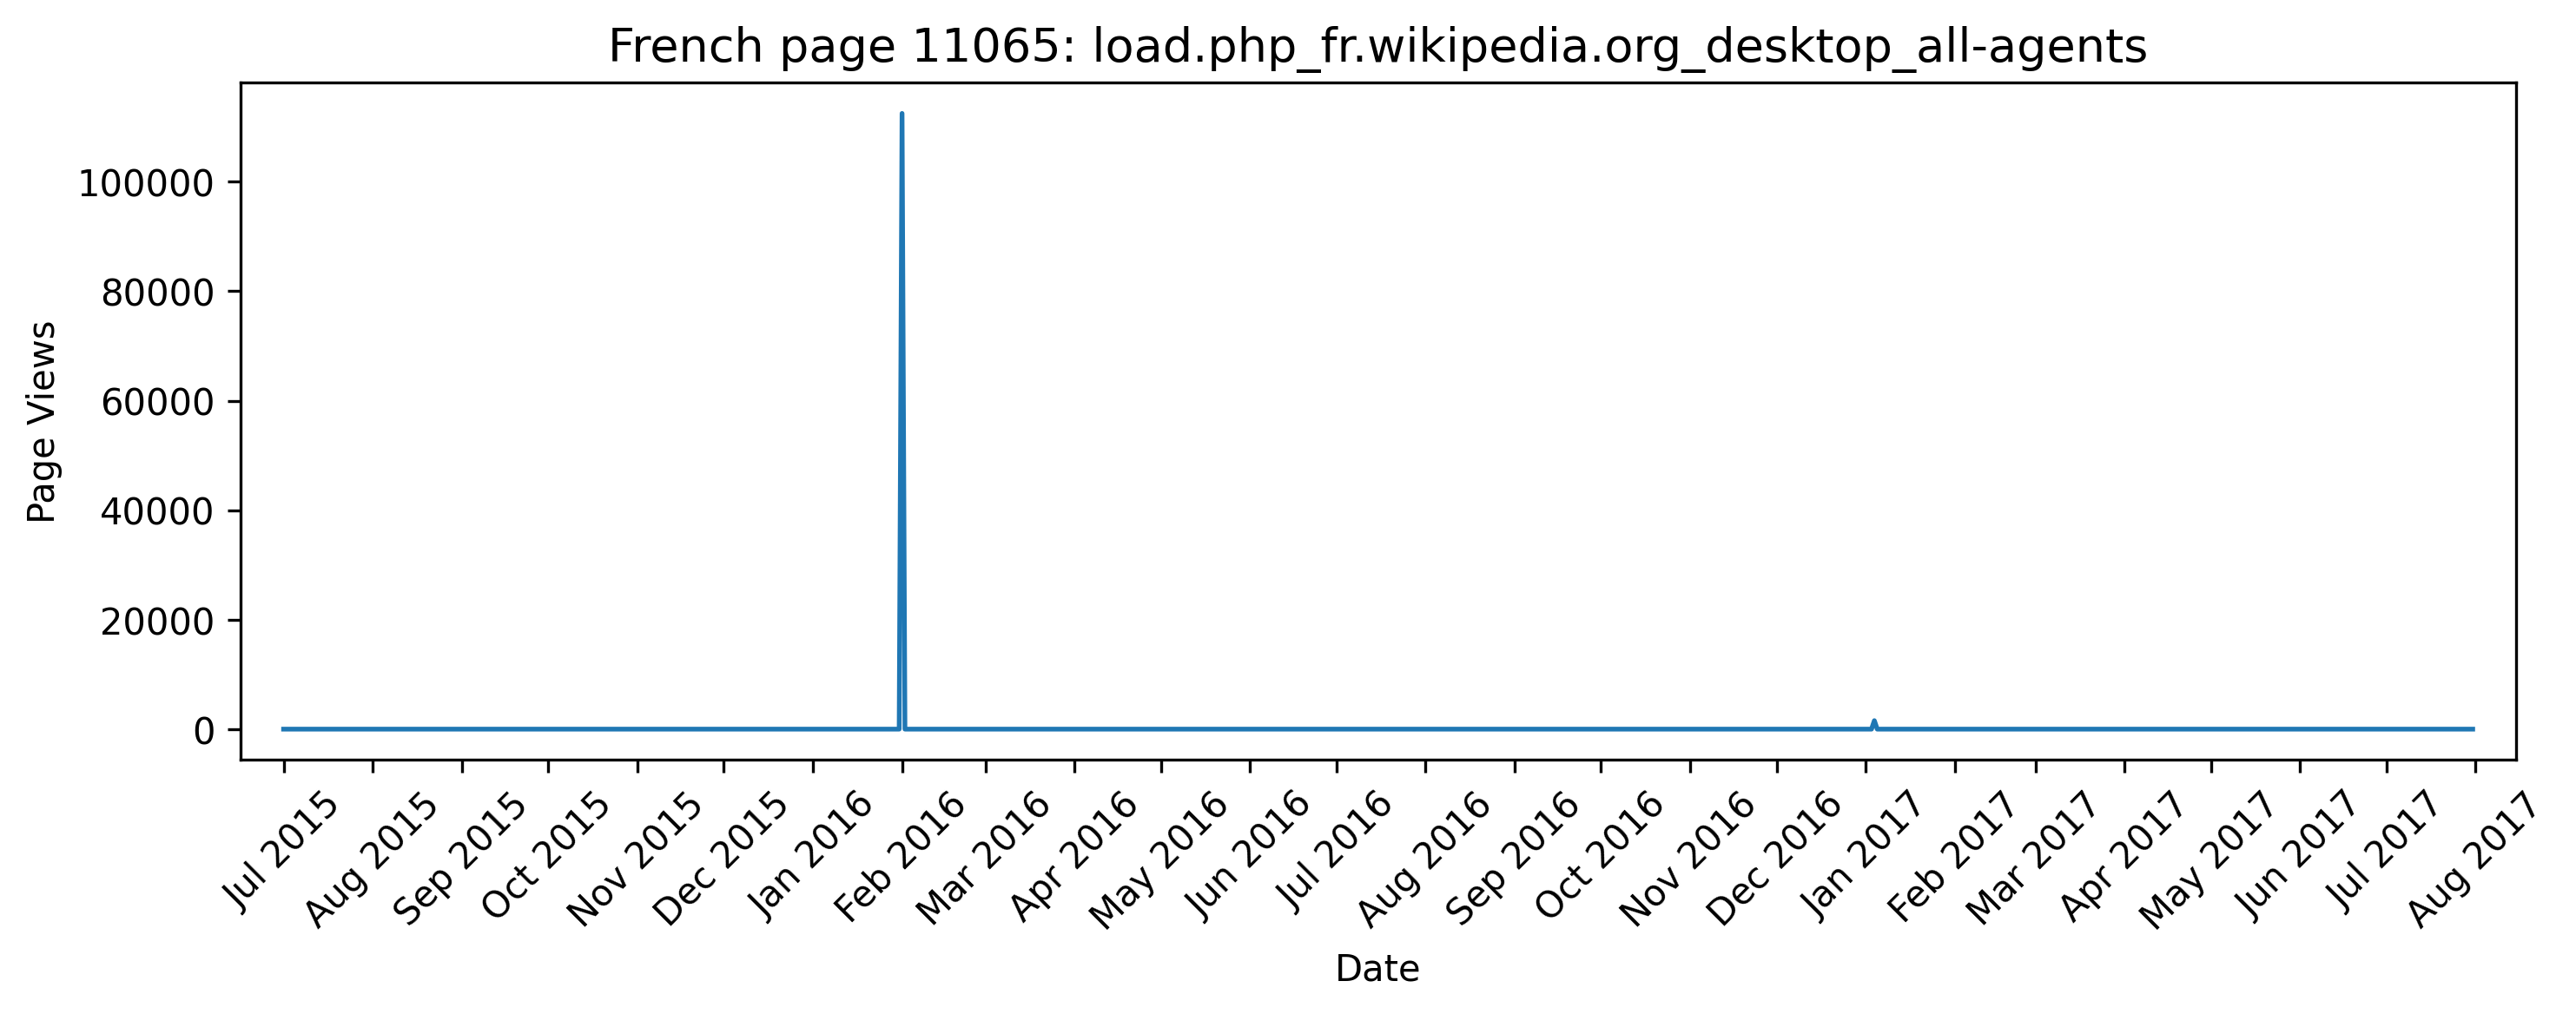 French page 11065: load.php_fr.wikipedia.org_desktop_all-agents
Page Views
100000
80000
60000
40000
20000
0
Jul 2015
Aug 2015
Sep 2015
Oct 2015
Nov 2015
Dec 2015
Jan 2016
Feb 2016
Mar 2016
Apr 2016
May 2016
Jun 2016
Jul 2016
Aug 2016
Sep 2016
Oct 2016
Nov 2016
Dec 2016
Jan 2017
Feb 2017
Mar 2017
Apr 2017
May 2017
Jun 2017
Jul 2017
Aug 2017
Date